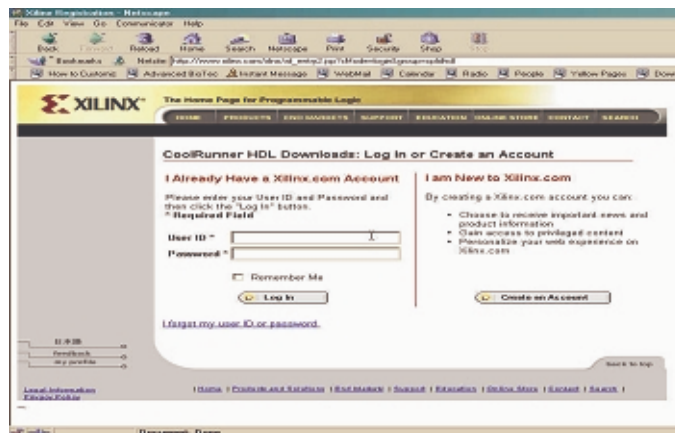 Xilinx Registration - Netscape
File Edit View Go Communicator Help
Back Forward Reload Home Search Netscape Print Security Shop Stop
Bookmarks
Instant Message WebMail Calendar Radio People Yellow Pages
XILINX
The Home Page for Programmable Logic
HOME PRODUCTS END MARKETS SUPPORT EDUCATION ONLINE STORE CONTACT SEARCH
CoolRunner HDL Downloads: Log In or Create an Account
I Already Have a Xilinx.com Account
Please enter your User ID and Password and
then click the "Log In" button.
* Required Field
User ID *
Password *
Remember Me
Log In
I forgot my user ID or password.
I am New to Xilinx.com
By creating a Xilinx.com account you can:
• Choose to receive important news and
product information
• Gain access to privileged content
• Personalize your web experience on
Xilinx.com
Create an Account
日本語
feedback
my profile
back to top
Legal Information
Privacy Policy
| Home | Products and Solutions | End Markets | Support | Education | Online Store | Contact | Search |
Document: Done